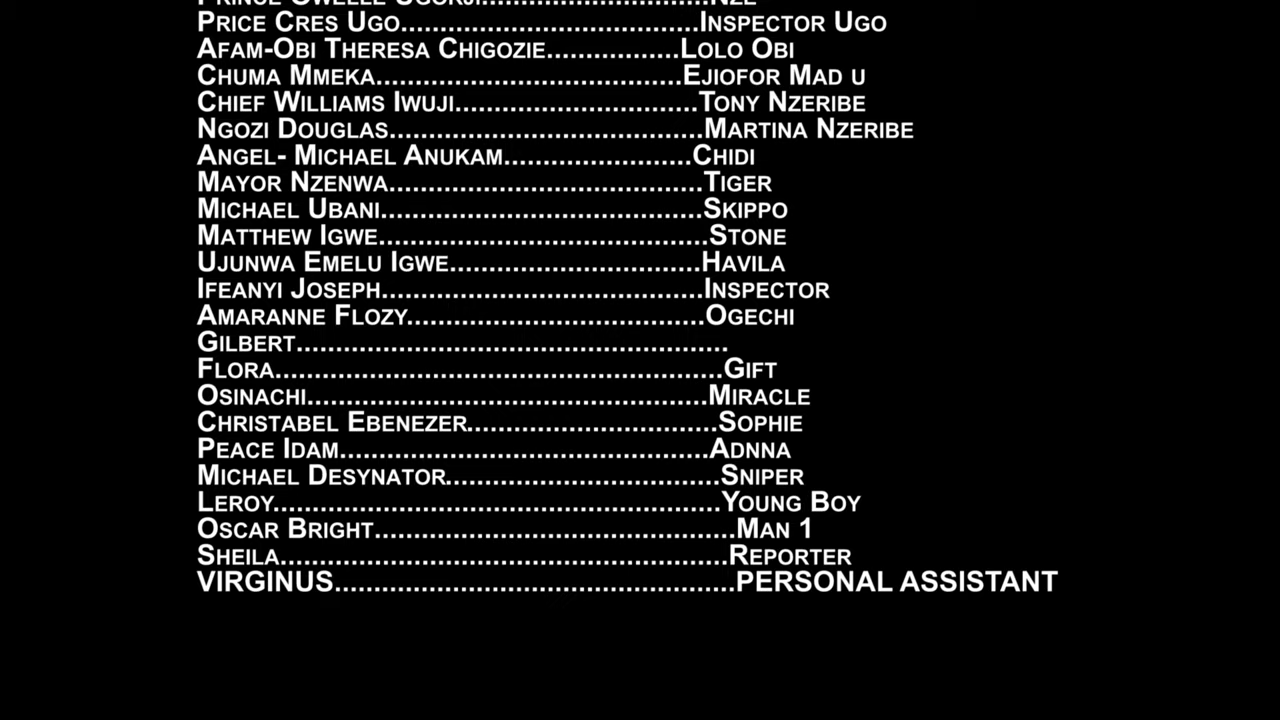 Prince Owelle Ugorji...........................Nze
Price Cres Ugo.................................Inspector Ugo
Afam-Obi Theresa Chigozie...............Lolo Obi
Chuma Mmeka..................................Ejiofor Mad u
Chief Williams Iwuji...........................Tony Nzeribe
Ngozi Douglas...................................Martina Nzeribe
Angel- Michael Anukam.....................Chidi
Mayor Nzenwa...................................Tiger
Michael Ubani....................................Skippo
Matthew Igwe.....................................Stone
Ujunwa Emelu Igwe............................Havila
Ifeanyi Joseph....................................Inspector
Amaranne Flozy.................................Ogechi
Gilbert................................................
Flora..................................................Gift
Osinachi.............................................Miracle
Christabel Ebenezer............................Sophie
Peace Idam.........................................Adnna
Michael Desynator..............................Sniper
Leroy..................................................Young Boy
Oscar Bright........................................Man 1
Sheila..................................................Reporter
VIRGINUS.............................................PERSONAL ASSISTANT